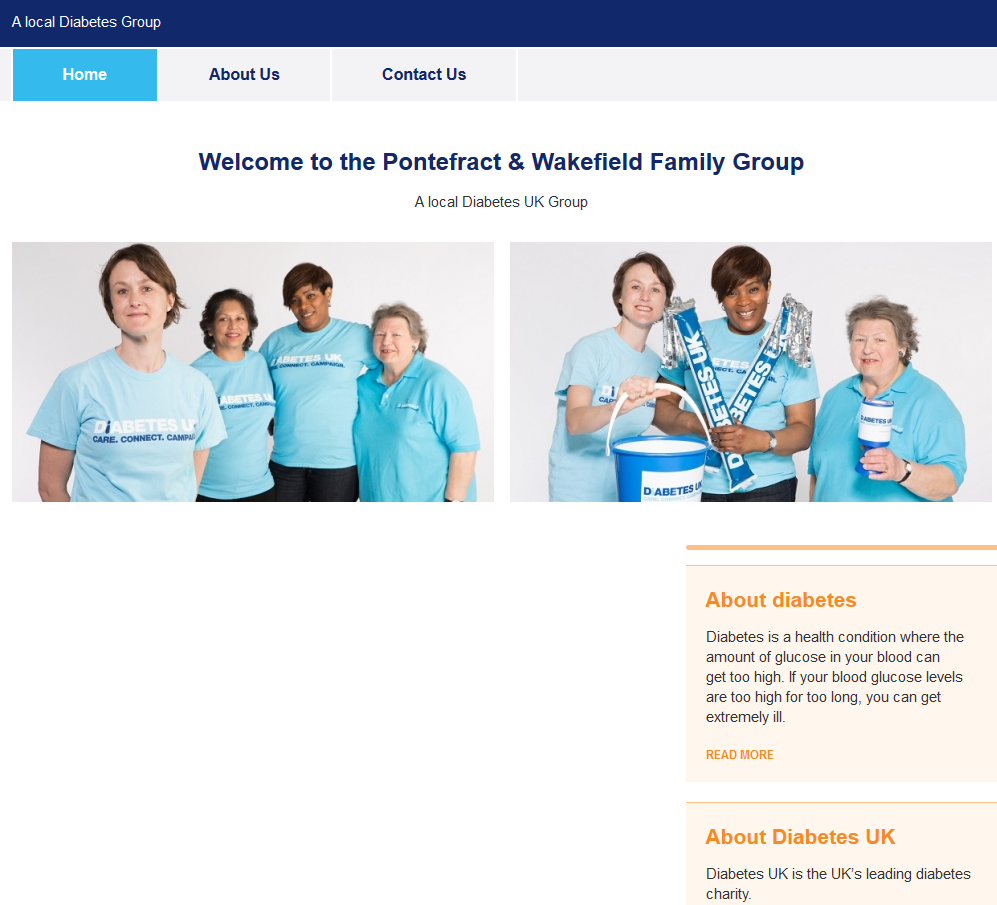 A local Diabetes Group
Home
About Us
Contact Us
Welcome to the Pontefract & Wakefield Family Group
A local Diabetes UK Group
DiABETES UK
CARE. CONNECT. CAMPAIGN.
DiABETES UK
CARE. CONNECT. CAMPAIGN.
DIABETES UK
DIABETES UK
DIABETES UK
About diabetes
Diabetes is a health condition where the
amount of glucose in your blood can
get too high. If your blood glucose levels
are too high for too long, you can get
extremely ill.
READ MORE
About Diabetes UK
Diabetes UK is the UK’s leading diabetes
charity.